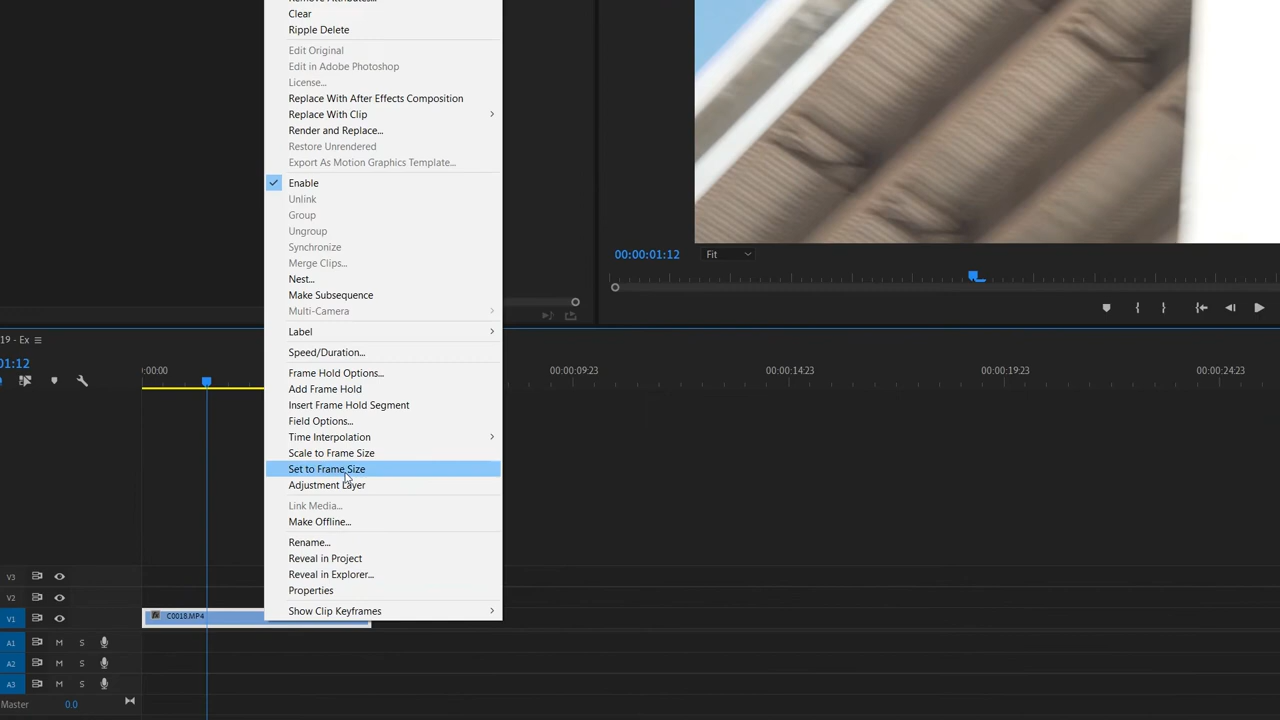 Clear
Ripple Delete
Edit Original
Edit in Adobe Photoshop
License...
Replace With After Effects Composition
Replace With Clip
Render and Replace...
Restore Unrendered
Export As Motion Graphics Template...
Enable
Unlink
Group
Ungroup
Synchronize
Merge Clips...
Nest...
Make Subsequence
Multi-Camera
Label
Speed/Duration...
Frame Hold Options...
Add Frame Hold
Insert Frame Hold Segment
Field Options...
Time Interpolation
Scale to Frame Size
Set to Frame Size
Adjustment Layer
Link Media...
Make Offline...
Rename...
Reveal in Project
Reveal in Explorer...
Properties
Show Clip Keyframes
00:00:01:12 Fit
19 - Ex
01:12
:00:00 00:00:09:23 00:00:14:23 00:00:19:23 00:00:24:23
V3
V2
V1 C0018.MP4
A1 M S
A2 M S
A3 M S
Master 0.0